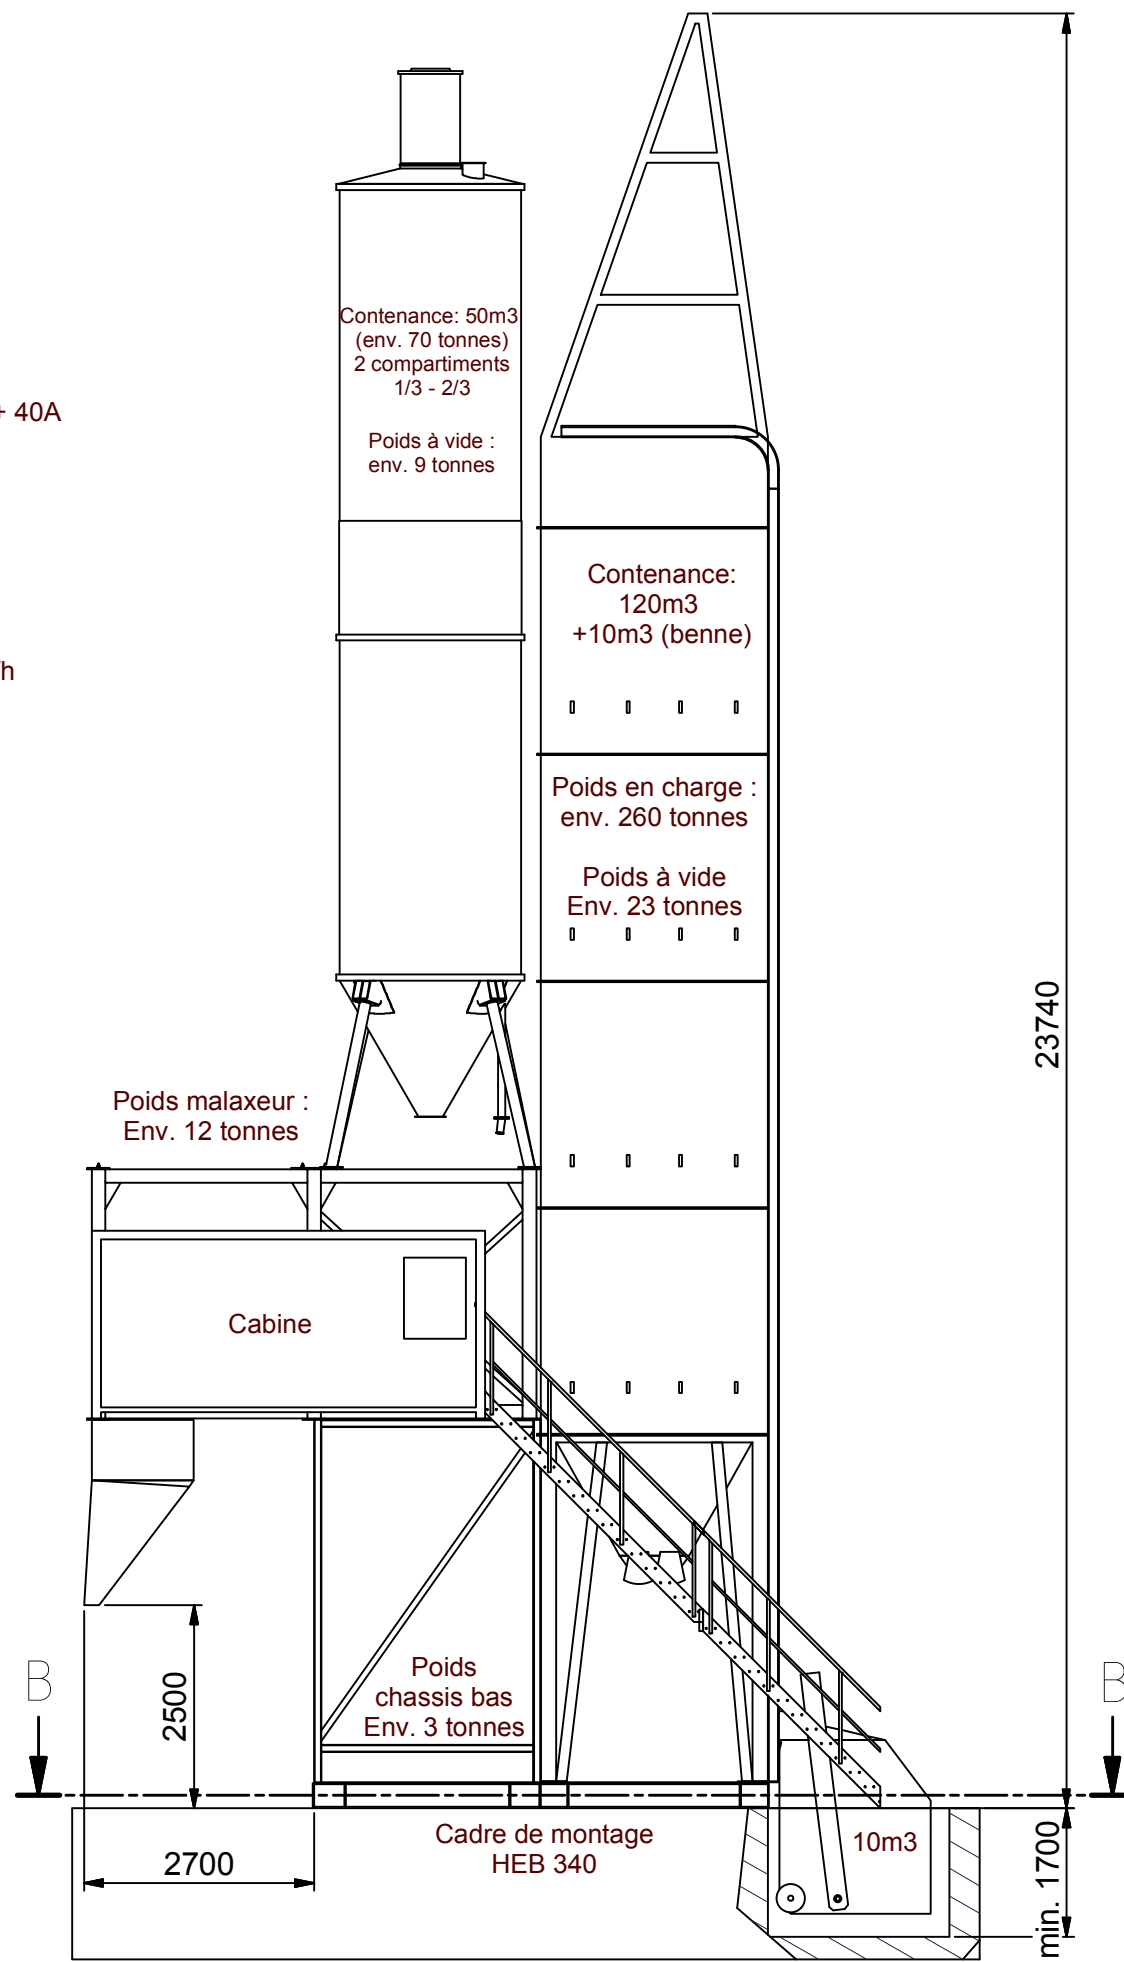 Contenance: 50m3
(env. 70 tonnes)
2 compartiments
1/3 - 2/3
Poids à vide :
env. 9 tonnes
+ 40A
Contenance:
120m3
+10m3 (benne)
/h
Poids en charge :
env. 260 tonnes
Poids à vide
Env. 23 tonnes
23740
Poids malaxeur :
Env. 12 tonnes
Cabine
Poids
chassis bas
Env. 3 tonnes
2500
B
B
Cadre de montage
HEB 340
10m3
2700
min. 1700